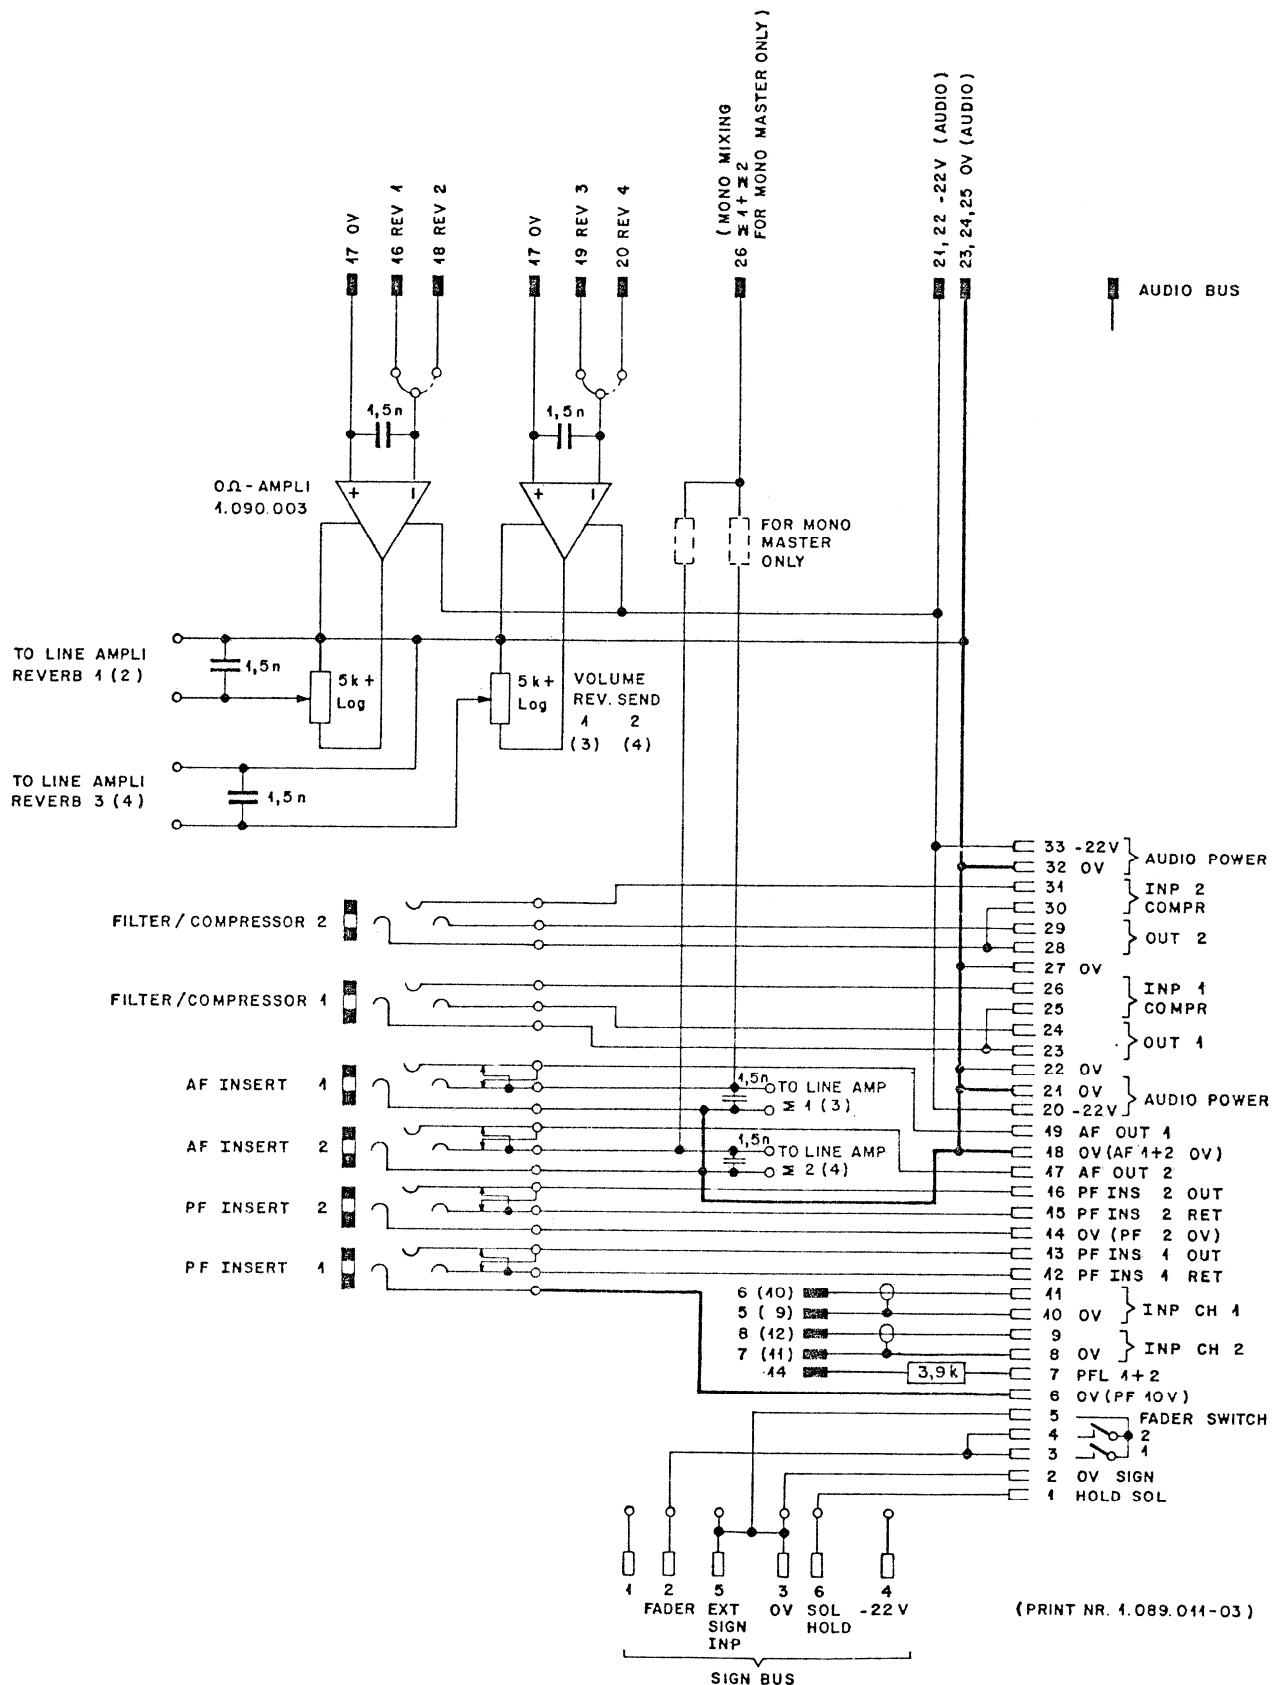 (MONO MIXING
Σ 1 + Σ 2
FOR MONO MASTER ONLY)
17 0V
16 REV 1
18 REV 2
17 0V
19 REV 3
20 REV 4
26
21, 22 -22V (AUDIO)
23, 24, 25 0V (AUDIO)
AUDIO BUS
1,5n
1,5n
0Ω-AMPLI
1.090.003
+ −
+ −
FOR MONO
MASTER
ONLY
TO LINE AMPLI
REVERB 1 (2)
1,5n
5k+
Log
5k+
Log
VOLUME
REV. SEND
1 2
(3) (4)
TO LINE AMPLI
REVERB 3 (4)
1,5n
33 -22V
32 0V
AUDIO POWER
31
30
INP 2
COMPR
29
28
OUT 2
27 0V
26
25
INP 1
COMPR
24
23
OUT 1
22 0V
21 0V
20 -22V
AUDIO POWER
19 AF OUT 1
18 0V (AF 1+2 0V)
17 AF OUT 2
16 PF INS 2 OUT
15 PF INS 2 RET
14 0V (PF 2 0V)
13 PF INS 1 OUT
12 PF INS 1 RET
11
10 0V
INP CH 1
9
8 0V
INP CH 2
7 PFL 1+2
6 0V (PF 10V)
5
4
3
FADER SWITCH
2
1
2 0V SIGN
1 HOLD SOL
FILTER/COMPRESSOR 2
FILTER/COMPRESSOR 1
AF INSERT 1
AF INSERT 2
PF INSERT 2
PF INSERT 1
1,5n
TO LINE AMP
Σ 1 (3)
1,5n
TO LINE AMP
Σ 2 (4)
6 (10)
5 (9)
8 (12)
7 (11)
14
3,9k
1
2
FADER
5
EXT
SIGN
INP
3
0V
6
SOL
HOLD
4
-22V
SIGN BUS
(PRINT NR. 1.089.011-03)